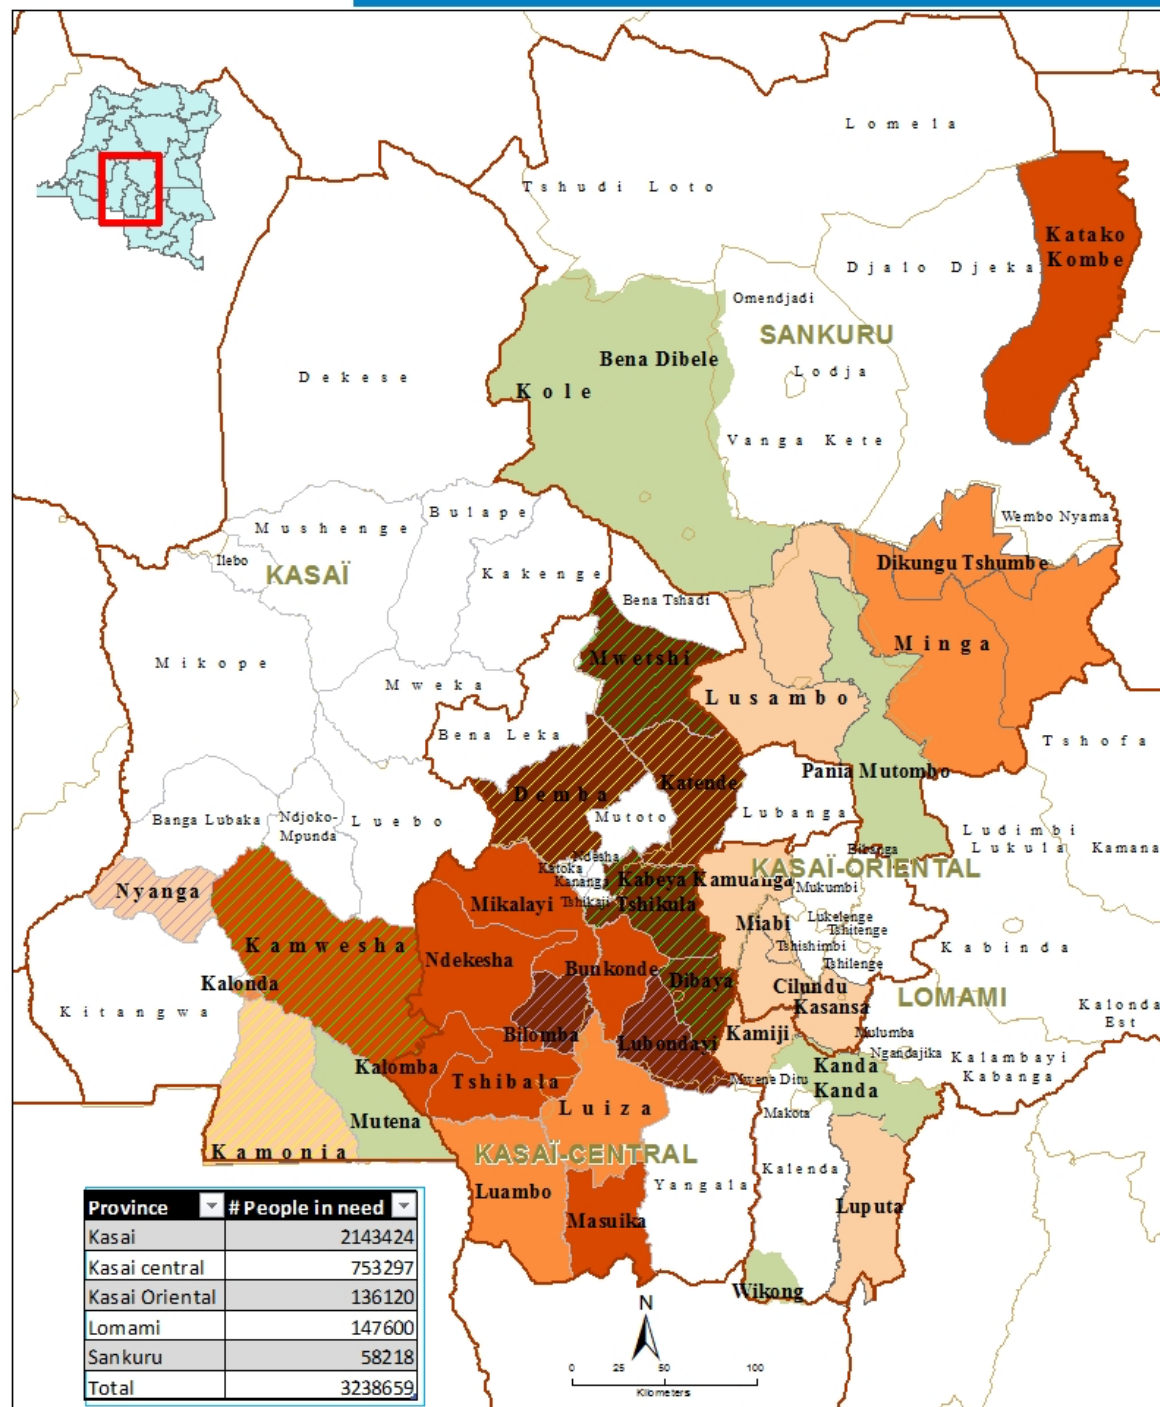 Lomela
Tshudi Loto
Katako
Kombe
Djalo Djeka
Omendjadi
SANKURU
Bena Dibele
Lodja
Dekese
Kole
Vanga Kete
Bulape
Mushenge
Wembo Nyama
Ilebo
KASAÏ
Kakenge
Dikungu Tshumbe
Bena Tshadi
Minga
Mikope
Mwetshi
Mweka
Lusambo
Bena Leka
Tshofa
Pania Mutombo
Katende
Demba
Lubanga
Mutoto
Banga Lubaka
Ndjoko-
Mpunda
Luebo
Ludimbi
Lukula
Kamana
Bibanga
Ndesha
Katoka
Kananga
KASAÏ-ORIENTAL
Kabeya Kamuanga
Mukumbi
Nyanga
Mikalayi
Tshikaji
Tshikula
Lukelenge
Miabi
Tshitenge
Kamwesha
Tshishimbi
Kabinda
Ndekesha
Bunkonde
Tshilenge
Kalonda
Dibaya
Cilundu
Kasansa
LOMAMI
Kitangwa
Kalonda
Est
Bilomba
Lubondayi
Kamiji
Mulumba
Ngandajika
Kalambayi
Kabanga
Kalomba
Kanda
Kanda
Tshibala
Mwene Ditu
Makota
Luiza
Mutena
Kamonia
KASAÏ-CENTRAL
Kalenda
Yangala
Luambo
Luputa
Masuika
Wikong
Province # People in need
Kasai 2143424
Kasai central 753297
Kasai Oriental 136120
Lomami 147600
Sankuru 58218
Total 3238659
N
0 25 50 100
Kilometers